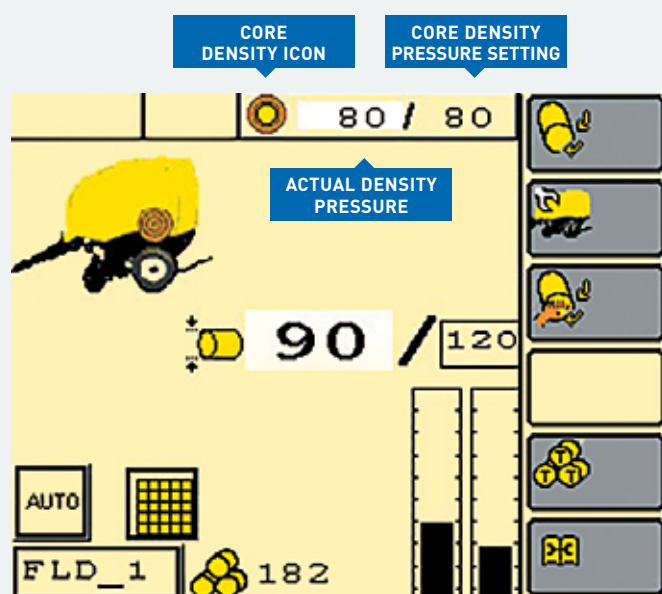 CORE
DENSITY ICON
CORE DENSITY
PRESSURE SETTING
80 / 80
ACTUAL DENSITY
PRESSURE
90 / 120
AUTO
T
T T
FLD_1
182